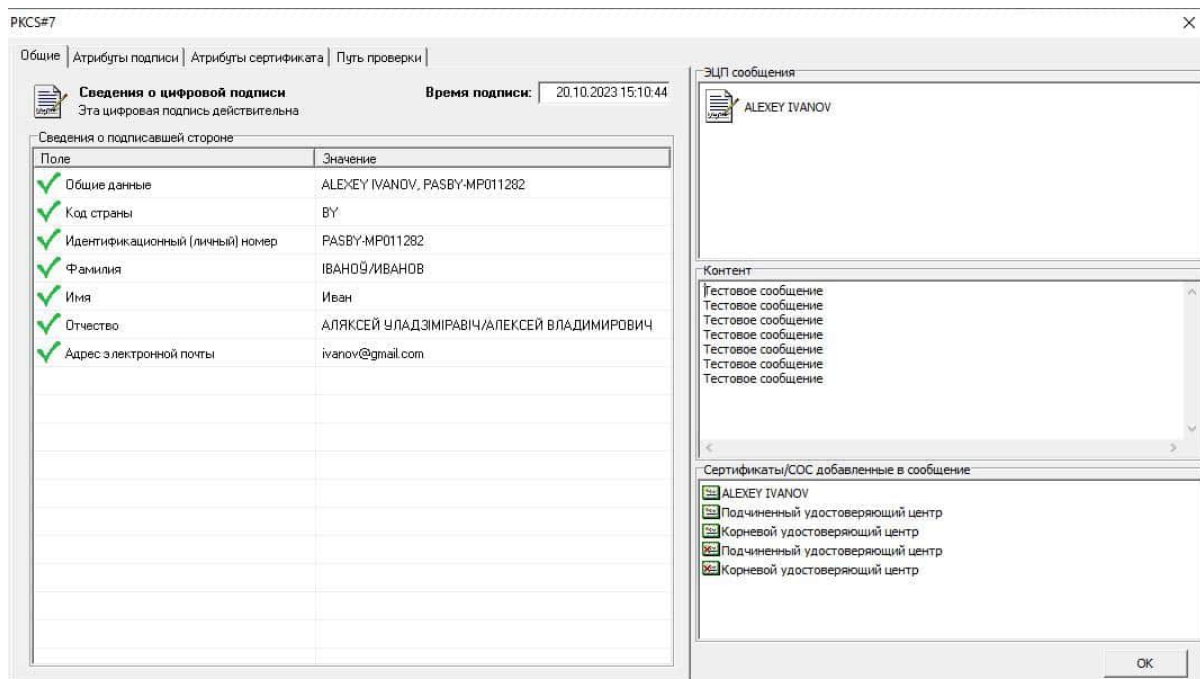 PKCS#7
Общие Атрибуты подписи Атрибуты сертификата Путь проверки
Сведения о цифровой подписи
Эта цифровая подпись действительна
Время подписи: 20.10.2023 15:10:44
Сведения о подписавшей стороне
Поле Значение
Общие данные ALEXEY IVANOV, PASBY-MP011282
Код страны BY
Идентификационный (личный) номер PASBY-MP011282
Фамилия ІВАНОЎ/ИВАНОВ
Имя Иван
Отчество АЛЯКСЕЙ УЛАДЗІМІРАВІЧ/АЛЕКСЕЙ ВЛАДИМИРОВИЧ
Адрес электронной почты ivanov@gmail.com
ЭЦП сообщения
ALEXEY IVANOV
Контент
Тестовое сообщение
Тестовое сообщение
Тестовое сообщение
Тестовое сообщение
Тестовое сообщение
Тестовое сообщение
Тестовое сообщение
Сертификаты/СОС добавленные в сообщение
ALEXEY IVANOV
Подчиненный удостоверяющий центр
Корневой удостоверяющий центр
Подчиненный удостоверяющий центр
Корневой удостоверяющий центр
OK